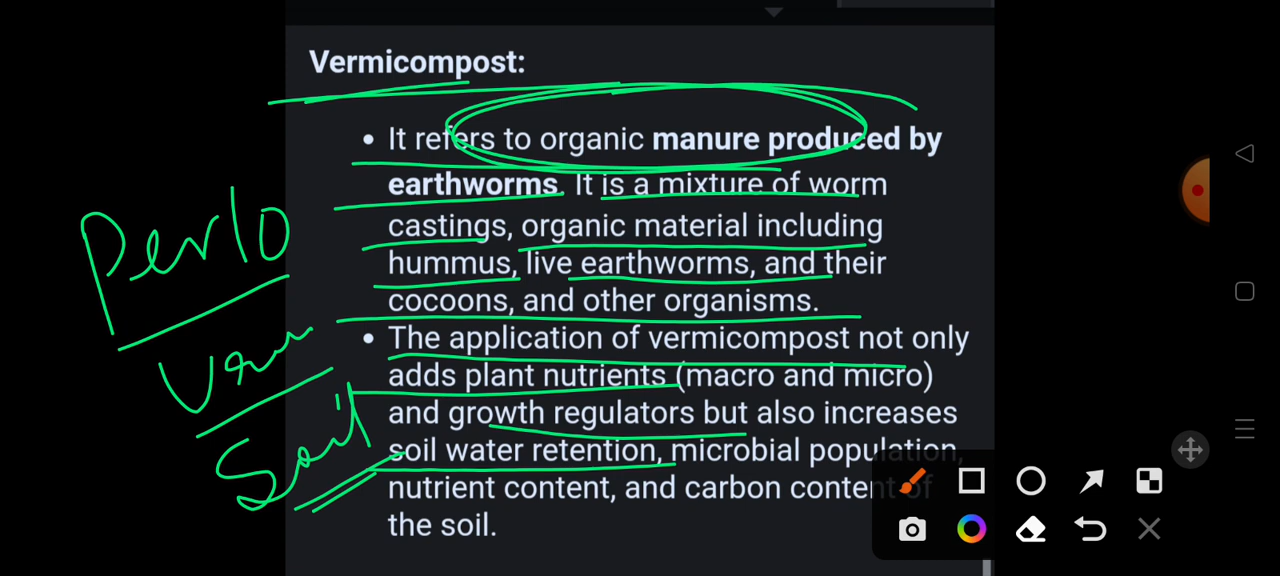 Vermicompost:
• It refers to organic manure produced by
earthworms. It is a mixture of worm
castings, organic material including
hummus, live earthworms, and their
cocoons, and other organisms.
• The application of vermicompost not only
adds plant nutrients (macro and micro)
and growth regulators but also increases
soil water retention, microbial population,
nutrient content, and carbon content of
the soil.
Perlo
Soil